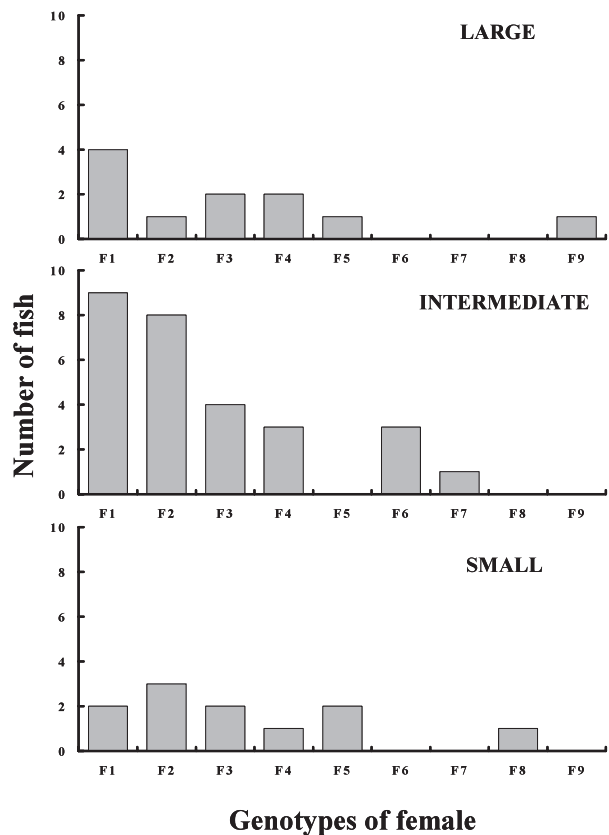 10
LARGE
8
6
4
2
0
F1 F2 F3 F4 F5 F6 F7 F8 F9
10
INTERMEDIATE
8
6
4
2
0
F1 F2 F3 F4 F5 F6 F7 F8 F9
Number of fish
10
SMALL
8
6
4
2
0
F1 F2 F3 F4 F5 F6 F7 F8 F9
Genotypes of female